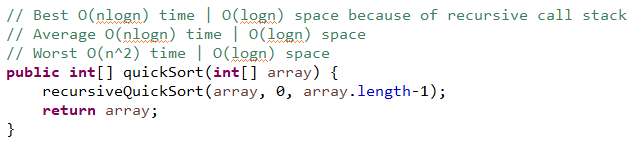 // Best O(nlogn) time | O(logn) space because of recursive call stack
// Average O(nlogn) time | O(logn) space
// Worst O(n^2) time | O(logn) space
public int[] quickSort(int[] array) {
    recursiveQuickSort(array, 0, array.length-1);
    return array;
}